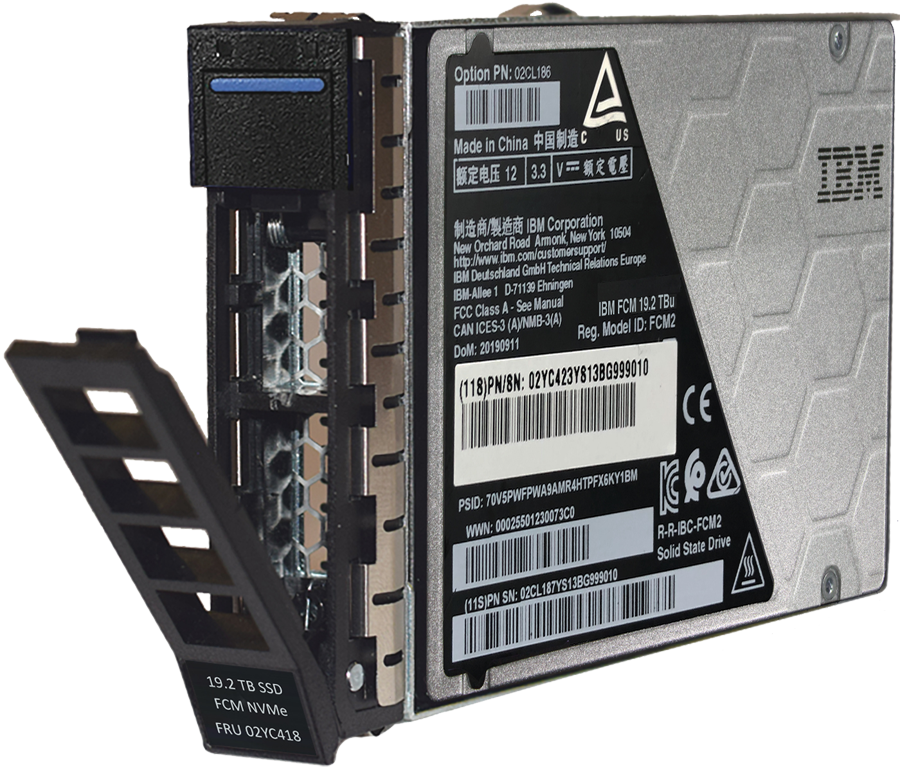 Option PN: 02CL186
C US
Made in China 中国制造
额定电压 12 3.3 V 額定電壓
制造商/製造商 IBM Corporation
New Orchard Road Armonk, New York 10504
http://www.ibm.com/customersupport/
IBM Deutschland GmbH Technical Relations Europe
IBM-Allee 1 D-71139 Ehningen
FCC Class A - See Manual
CAN ICES-3 (A)/NMB-3(A)
DoM: 20190911
IBM FCM 19.2 TBu
Reg. Model ID: FCM2
(11S)PN/SN: 02YC423YS13BG999010
CE
PSID: 70V5PWFPWA9AMR4HTPFX6KY1BM
WWN: 00025501230073C0
R-R-IBC-FCM2
Solid State Drive
(11S)PN SN: 02CL187YS13BG999010
IBM
19.2 TB SSD
FCM NVMe
FRU 02YC418